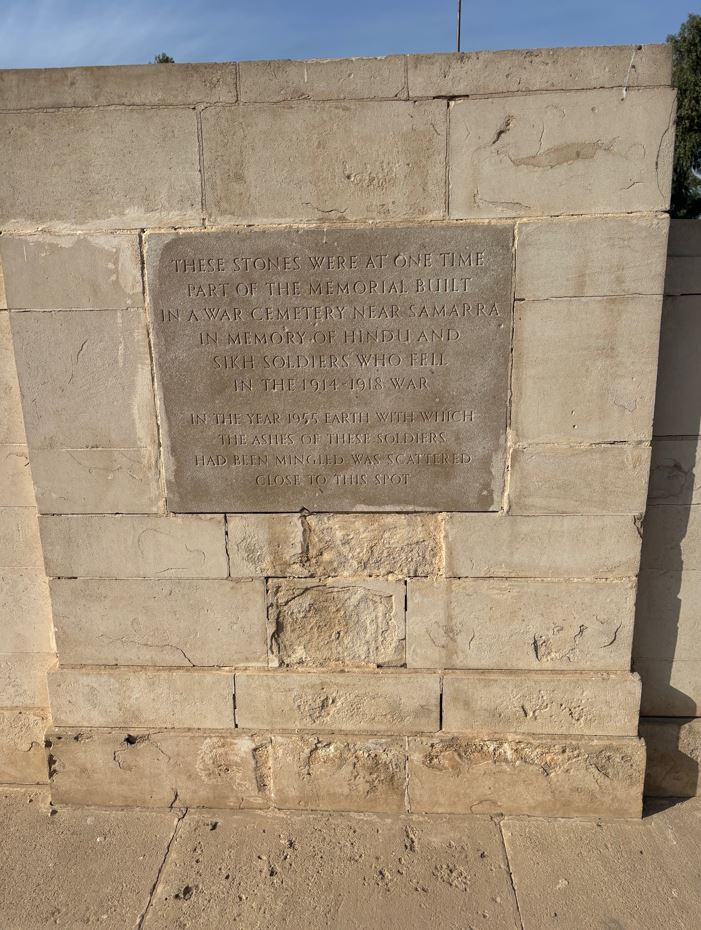 THESE STONES WERE AT ONE TIME
PART OF THE MEMORIAL BUILT
IN A WAR CEMETERY NEAR SAMARRA
IN MEMORY OF HINDU AND
SIKH SOLDIERS WHO FELL
IN THE 1914-1918 WAR
IN THE YEAR 1955 EARTH WITH WHICH
THE ASHES OF THESE SOLDIERS
HAD BEEN MINGLED WAS SCATTERED
CLOSE TO THIS SPOT